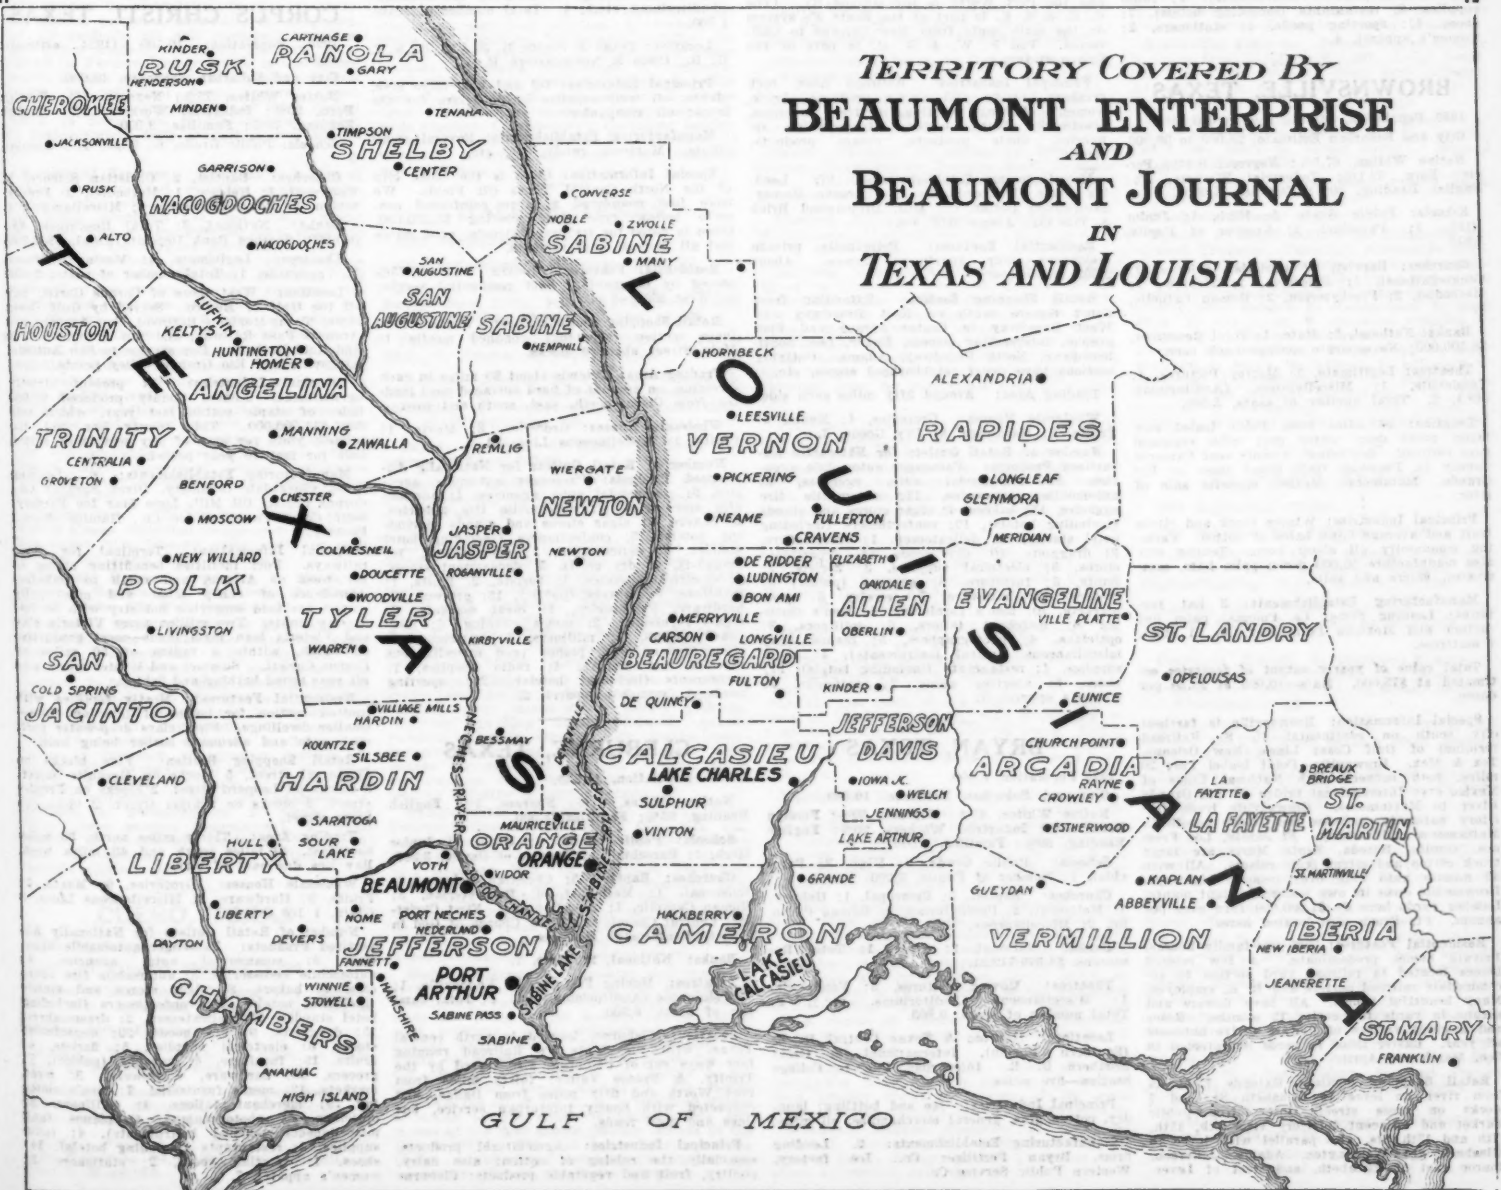 TERRITORY COVERED BY
BEAUMONT ENTERPRISE
AND
BEAUMONT JOURNAL
IN
TEXAS AND LOUISIANA
TEXAS
LOUISIANA
KINDER
RUSK
HENDERSON
MINDEN
CARTHAGE
PANOLA
GARY
CHEROKEE
JACKSONVILLE
RUSK
ALTO
TENAHA
TIMPSON
SHELBY
CENTER
GARRISON
NACOGDOCHES
NACOGDOCHES
CONVERSE
NOBLE
ZWOLLE
SABINE
MANY
SAN
AUGUSTINE
SAN
AUGUSTINE
SABINE
HEMPHILL
HOUSTON
LUFKIN
KELTYS
HUNTINGTON
HOMER
ANGELINA
MANNING
ZAVALLA
TRINITY
CENTRALIA
GROVETON
BENFORD
MOSCOW
NEW WILLARD
POLK
LIVINGSTON
CHESTER
COLMESNEIL
DOUCETTE
WOODVILLE
TYLER
WARREN
REMLIG
WIERGATE
NEWTON
JASPER
JASPER
ROGANVILLE
NEWTON
KIRBYVILLE
HORNBECK
LEESVILLE
VERNON
PICKERING
NEAME
FULLERTON
CRAVENS
ALEXANDRIA
RAPIDES
LONGLEAF
GLENMORA
MERIDIAN
DE RIDDER
LUDINGTON
BON AMI
MERRYVILLE
CARSON
LONGVILLE
BEAUREGARD
FULTON
DE QUINCY
ELIZABETH
OAKDALE
ALLEN
OBERLIN
KINDER
EVANGELINE
VILLE PLATTE
ST. LANDRY
OPELOUSAS
EUNICE
SAN
COLD SPRING
JACINTO
CLEVELAND
VILLIAGE MILLS
HARDIN
KOUNTZE
SILSBEE
HARDIN
SARATOGA
SOUR
LAKE
HULL
LIBERTY
LIBERTY
DAYTON
DEVERS
NECHES RIVER
BESSMAY
MAURICEVILLE
ORANGE
ORANGE
VIDOR
VOTH
BEAUMONT
30 FOOT CHANNEL
NOME
PORT NECHES
NEDERLAND
JEFFERSON
FANNETT
HAMSHIRE
PORT
ARTHUR
SABINE PASS
SABINE
SABINE LAKE
SABINE RIVER
CALCASIEU
LAKE CHARLES
SULPHUR
VINTON
JEFFERSON
DAVIS
IOWA JC.
WELCH
JENNINGS
LAKE ARTHUR
CHURCH POINT
ARCADIA
RAYNE
CROWLEY
ESTHERWOOD
LA
FAYETTE
LA FAYETTE
BREAUX
BRIDGE
ST.
MARTIN
ST. MARTINVILLE
GRANDE
HACKBERRY
CAMERON
LAKE
CALCASIEU
GUEYDAN
KAPLAN
ABBEYVILLE
VERMILLION
IBERIA
NEW IBERIA
JEANERETTE
ST. MARY
FRANKLIN
CHAMBERS
WINNIE
STOWELL
ANAHUAC
HIGH ISLAND
GULF OF MEXICO